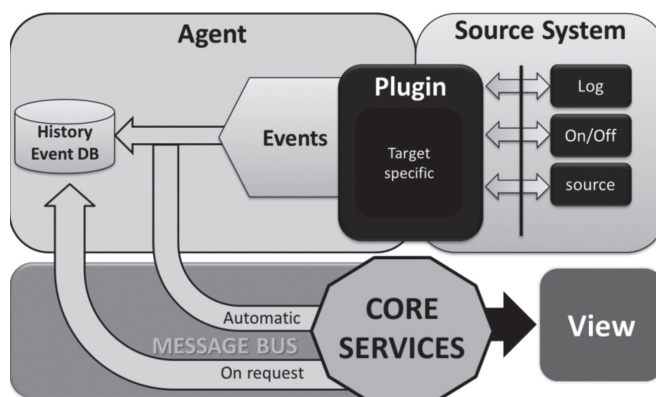 Agent
Source System
Plugin
Log
History
Event DB
Events
On/Off
Target
specific
source
Automatic
CORE
SERVICES
View
MESSAGE BUS
On request